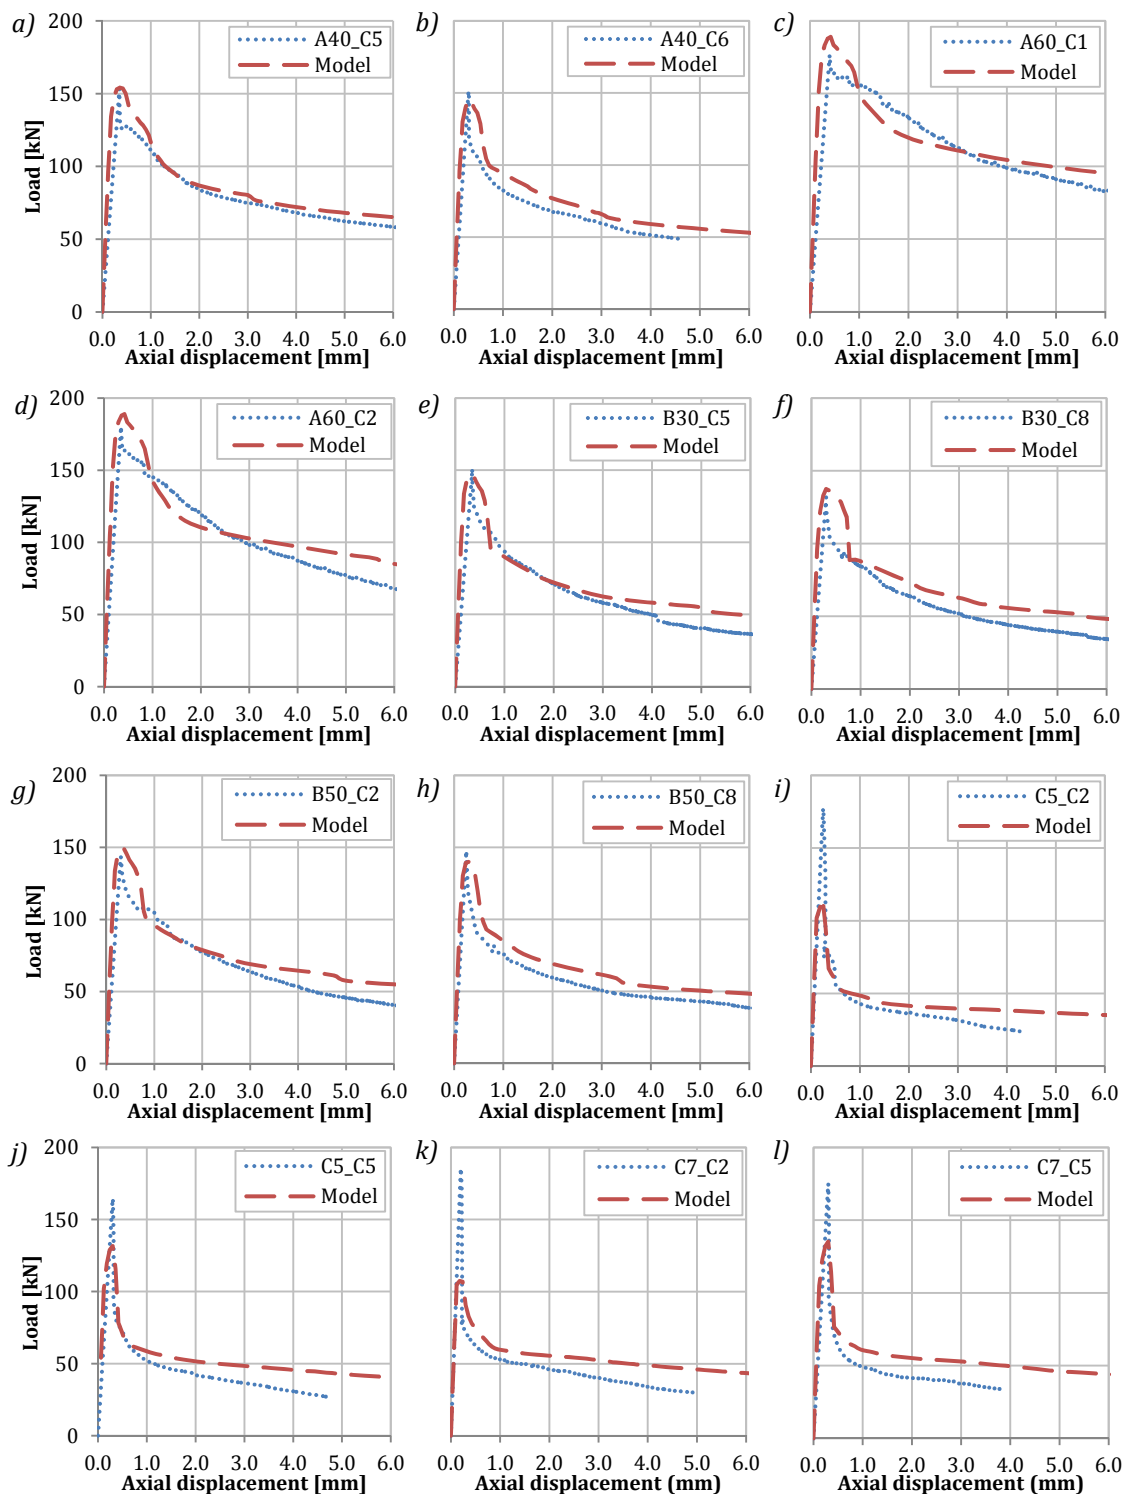 a)
200
150
100
50
0
Load [kN]
A40_C5
Model
0.0 1.0 2.0 3.0 4.0 5.0 6.0
Axial displacement [mm]
b)
A40_C6
Model
0.0 1.0 2.0 3.0 4.0 5.0 6.0
Axial displacement [mm]
c)
A60_C1
Model
0.0 1.0 2.0 3.0 4.0 5.0 6.0
Axial displacement [mm]
d)
200
150
100
50
0
Load [kN]
A60_C2
Model
0.0 1.0 2.0 3.0 4.0 5.0 6.0
Axial displacement [mm]
e)
B30_C5
Model
0.0 1.0 2.0 3.0 4.0 5.0 6.0
Axial displacement [mm]
f)
B30_C8
Model
0.0 1.0 2.0 3.0 4.0 5.0 6.0
Axial displacement [mm]
g)
200
150
100
50
0
Load [kN]
B50_C2
Model
0.0 1.0 2.0 3.0 4.0 5.0 6.0
Axial displacement [mm]
h)
B50_C8
Model
0.0 1.0 2.0 3.0 4.0 5.0 6.0
Axial displacement [mm]
i)
C5_C2
Model
0.0 1.0 2.0 3.0 4.0 5.0 6.0
Axial displacement [mm]
j)
200
150
100
50
0
Load [kN]
C5_C5
Model
0.0 1.0 2.0 3.0 4.0 5.0 6.0
Axial displacement [mm]
k)
C7_C2
Model
0.0 1.0 2.0 3.0 4.0 5.0 6.0
Axial displacement (mm)
l)
C7_C5
Model
0.0 1.0 2.0 3.0 4.0 5.0 6.0
Axial displacement (mm)